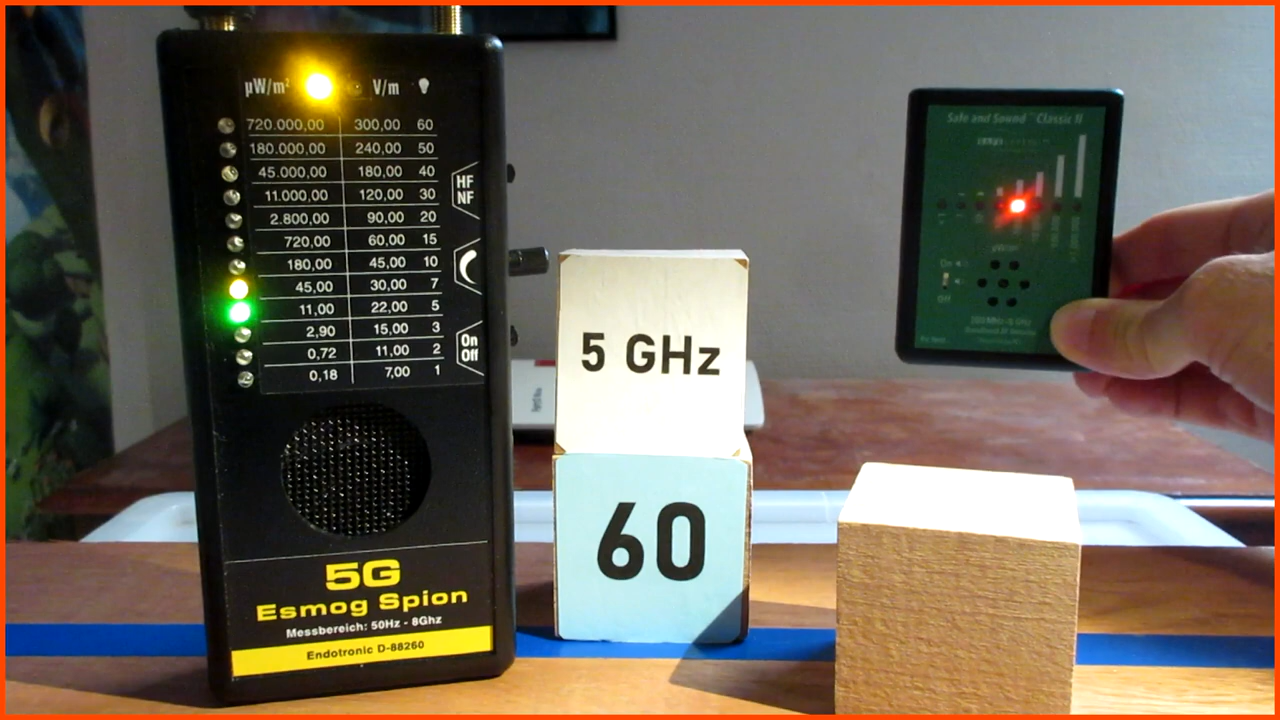 µW/m² V/m
720.000,00 300,00 60
180.000,00 240,00 50
45.000,00 180,00 40
11.000,00 120,00 30
2.800,00 90,00 20
720,00 60,00 15
180,00 45,00 10
45,00 30,00 7
11,00 22,00 5
2,90 15,00 3
0,72 11,00 2
0,18 7,00 1
HF
NF
On
Off
5G
Esmog Spion
Messbereich: 50Hz - 8Ghz
Endotronic D-88260
5 GHz
60
Safe and Sound™ Classic II
On
Off